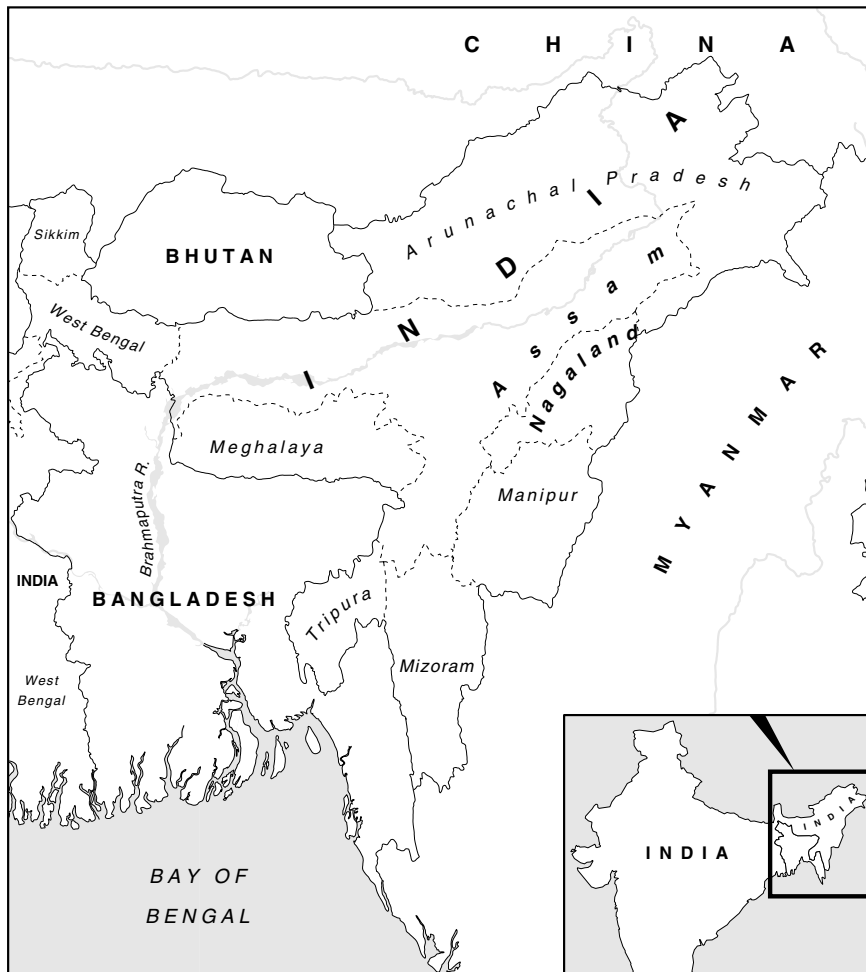 C H I N A
Arunachal Pradesh
Sikkim
BHUTAN
I N D I A
West Bengal
Assam
Nagaland
Meghalaya
Manipur
MYANMAR
Brahmaputra R.
INDIA
BANGLADESH
Tripura
Mizoram
West
Bengal
BAY OF
BENGAL
INDIA
INDIA